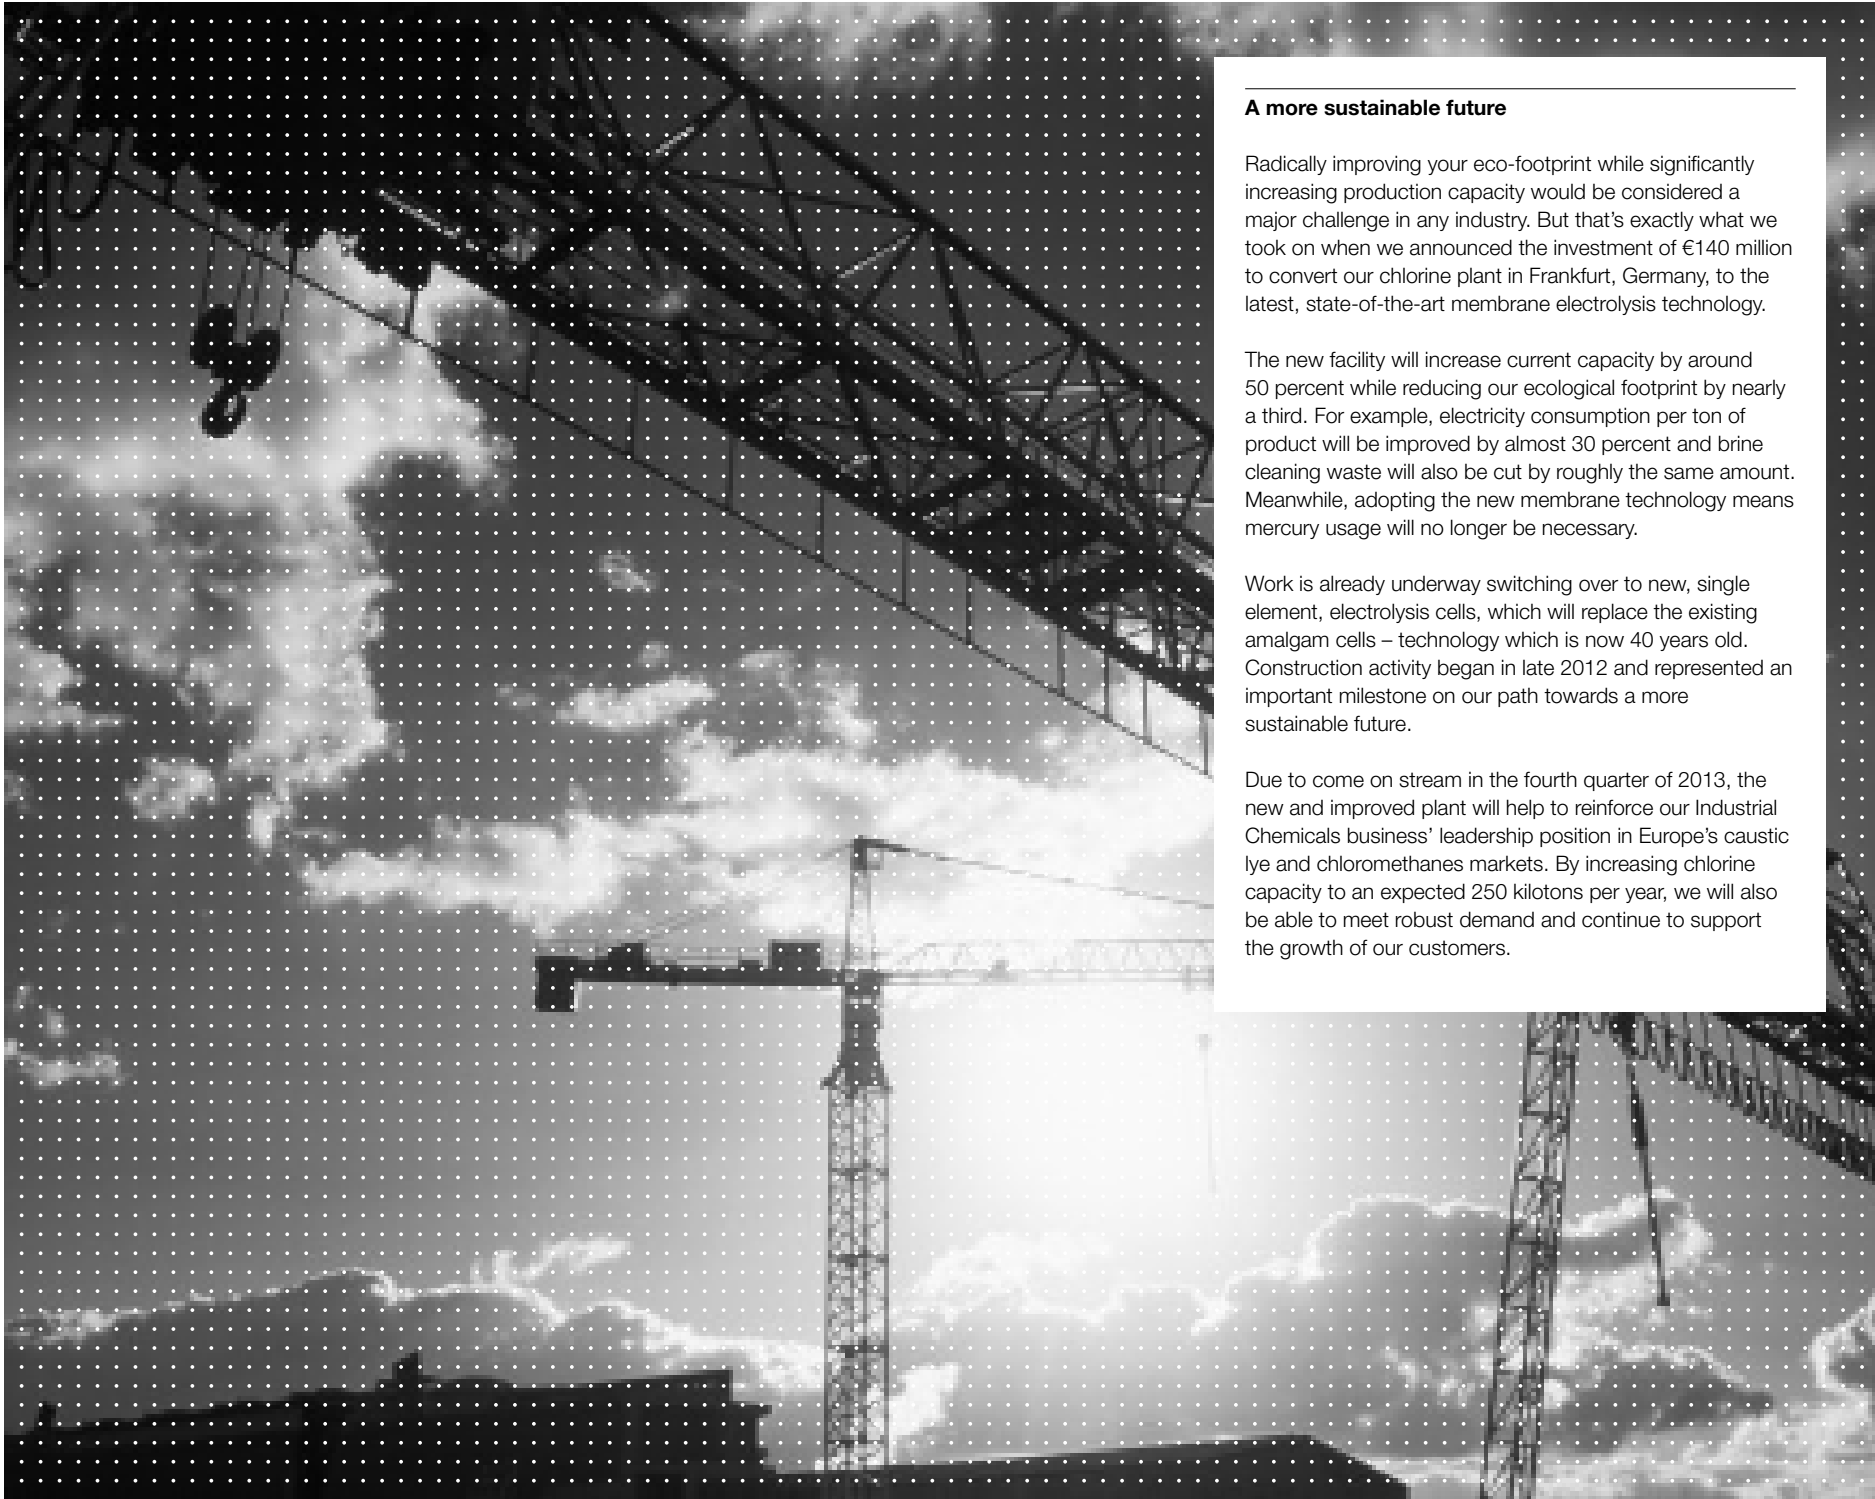 A more sustainable future
Radically improving your eco-footprint while significantly
increasing production capacity would be considered a
major challenge in any industry. But that’s exactly what we
took on when we announced the investment of €140 million
to convert our chlorine plant in Frankfurt, Germany, to the
latest, state-of-the-art membrane electrolysis technology.
The new facility will increase current capacity by around
50 percent while reducing our ecological footprint by nearly
a third. For example, electricity consumption per ton of
product will be improved by almost 30 percent and brine
cleaning waste will also be cut by roughly the same amount.
Meanwhile, adopting the new membrane technology means
mercury usage will no longer be necessary.
Work is already underway switching over to new, single
element, electrolysis cells, which will replace the existing
amalgam cells – technology which is now 40 years old.
Construction activity began in late 2012 and represented an
important milestone on our path towards a more
sustainable future.
Due to come on stream in the fourth quarter of 2013, the
new and improved plant will help to reinforce our Industrial
Chemicals business’ leadership position in Europe’s caustic
lye and chloromethanes markets. By increasing chlorine
capacity to an expected 250 kilotons per year, we will also
be able to meet robust demand and continue to support
the growth of our customers.